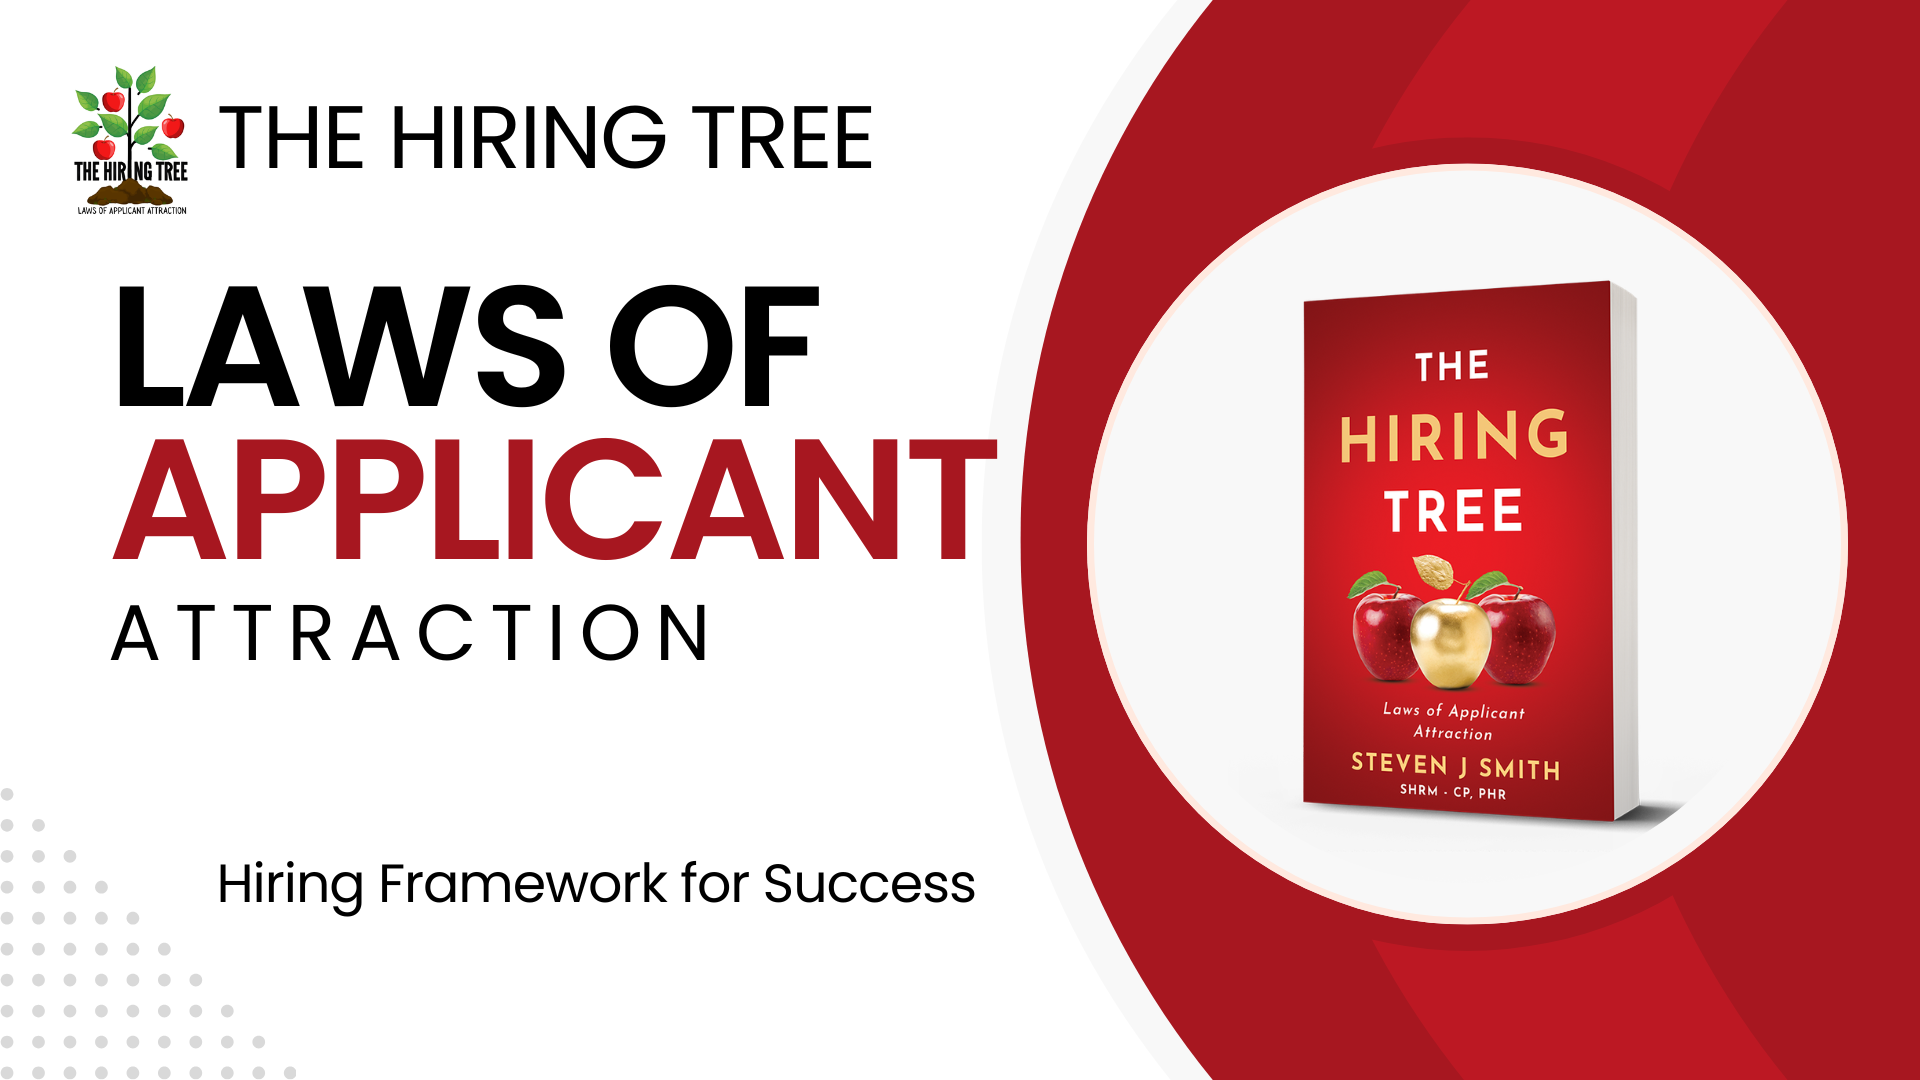 THE HIRING TREE
LAWS OF APPLICANT ATTRACTION
THE HIRING TREE
LAWS OF
APPLICANT
ATTRACTION
Hiring Framework for Success
THE
HIRING
TREE
Laws of Applicant
Attraction
STEVEN J SMITH
SHRM - CP, PHR